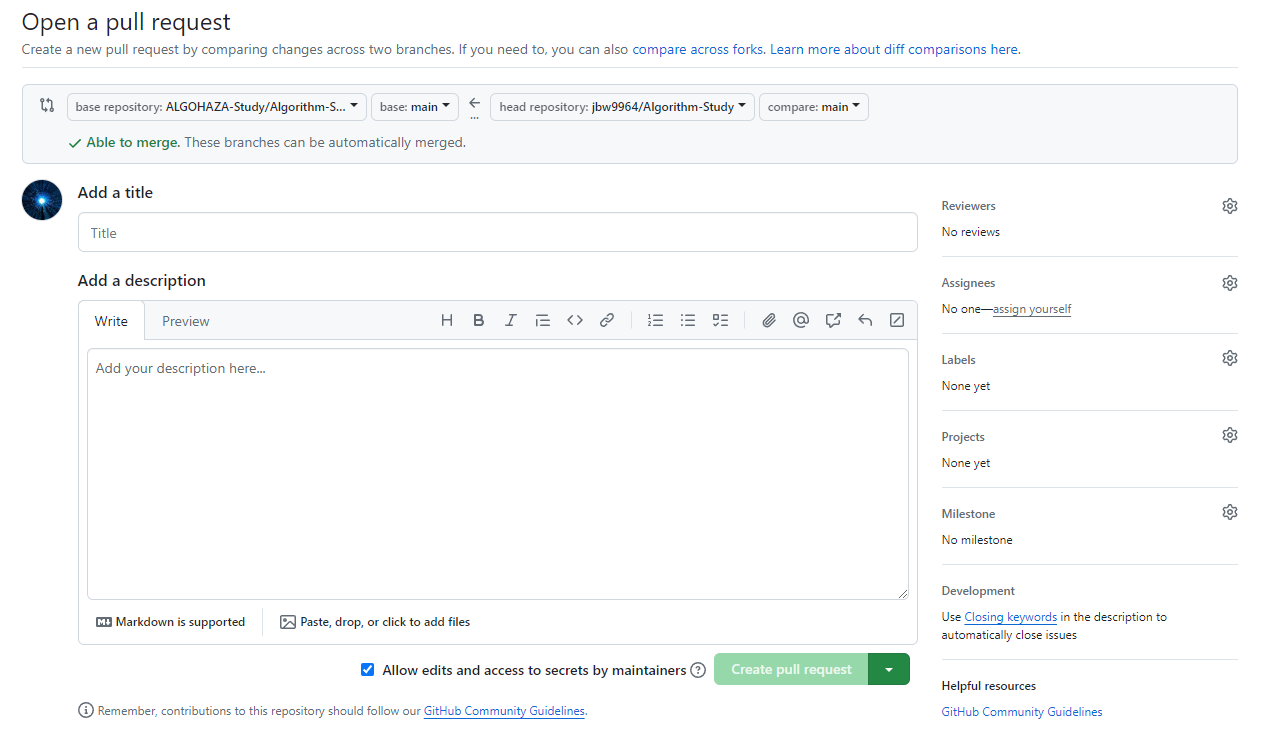 Open a pull request
Create a new pull request by comparing changes across two branches. If you need to, you can also compare across forks. Learn more about diff comparisons here.
base repository: ALGOHAZA-Study/Algorithm-S... base: main ... head repository: jbw9964/Algorithm-Study compare: main
Able to merge. These branches can be automatically merged.
Add a title
Title
Add a description
Write Preview
Add your description here...
Markdown is supported Paste, drop, or click to add files
Allow edits and access to secrets by maintainers Create pull request
Remember, contributions to this repository should follow our GitHub Community Guidelines.
Reviewers
No reviews
Assignees
No one—assign yourself
Labels
None yet
Projects
None yet
Milestone
No milestone
Development
Use Closing keywords in the description to
automatically close issues
Helpful resources
GitHub Community Guidelines